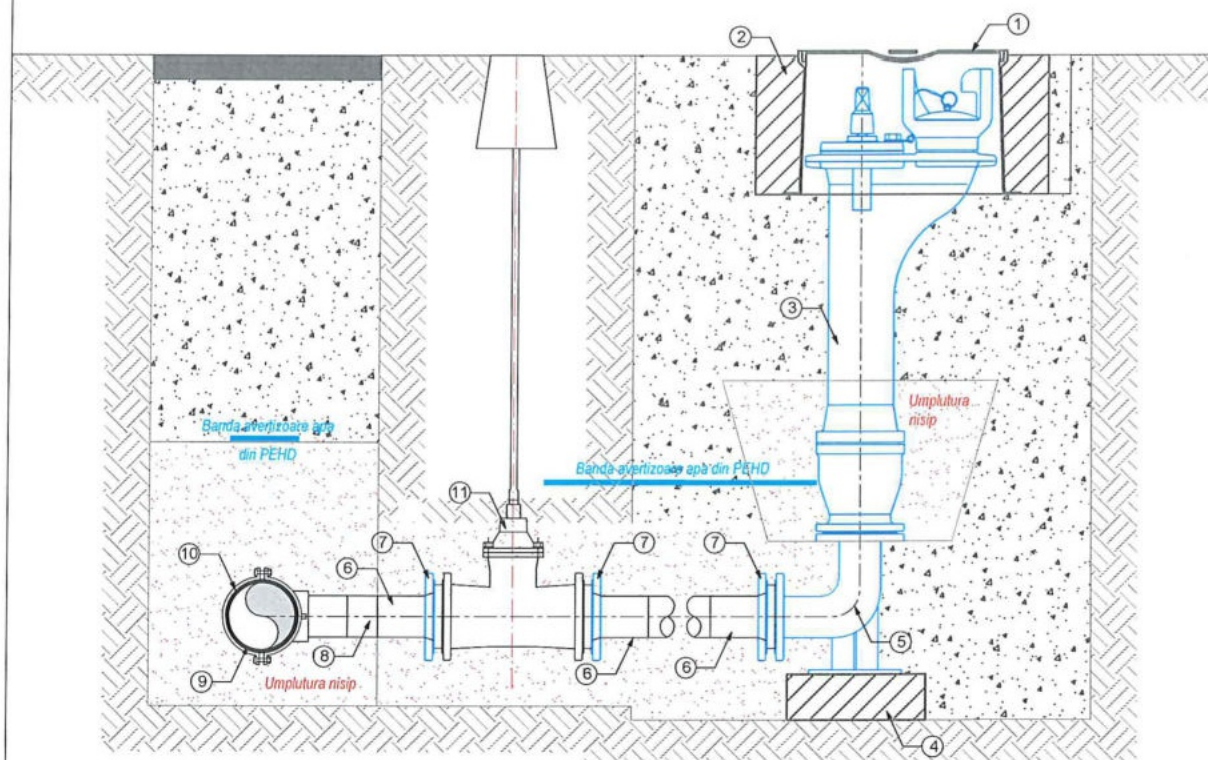 1
2
3
Umplutura
nisip
Banda avertizoare apa
din PEHD
Banda avertizoare apa din PEHD
11
10
6
7
7
7
9
8
6
6
5
Umplutura nisip
4